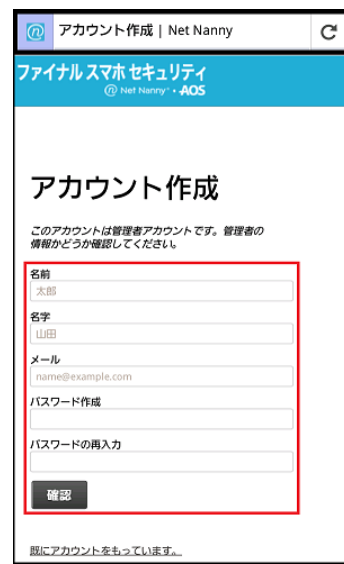 アカウント作成 | Net Nanny
ファイナル スマホ セキュリティ
Net Nanny・AOS
アカウント作成
このアカウントは管理者アカウントです。管理者の
情報かどうか確認してください。
名前
太郎
名字
山田
メール
name@example.com
パスワード作成
パスワードの再入力
確認
既にアカウントをもっています。